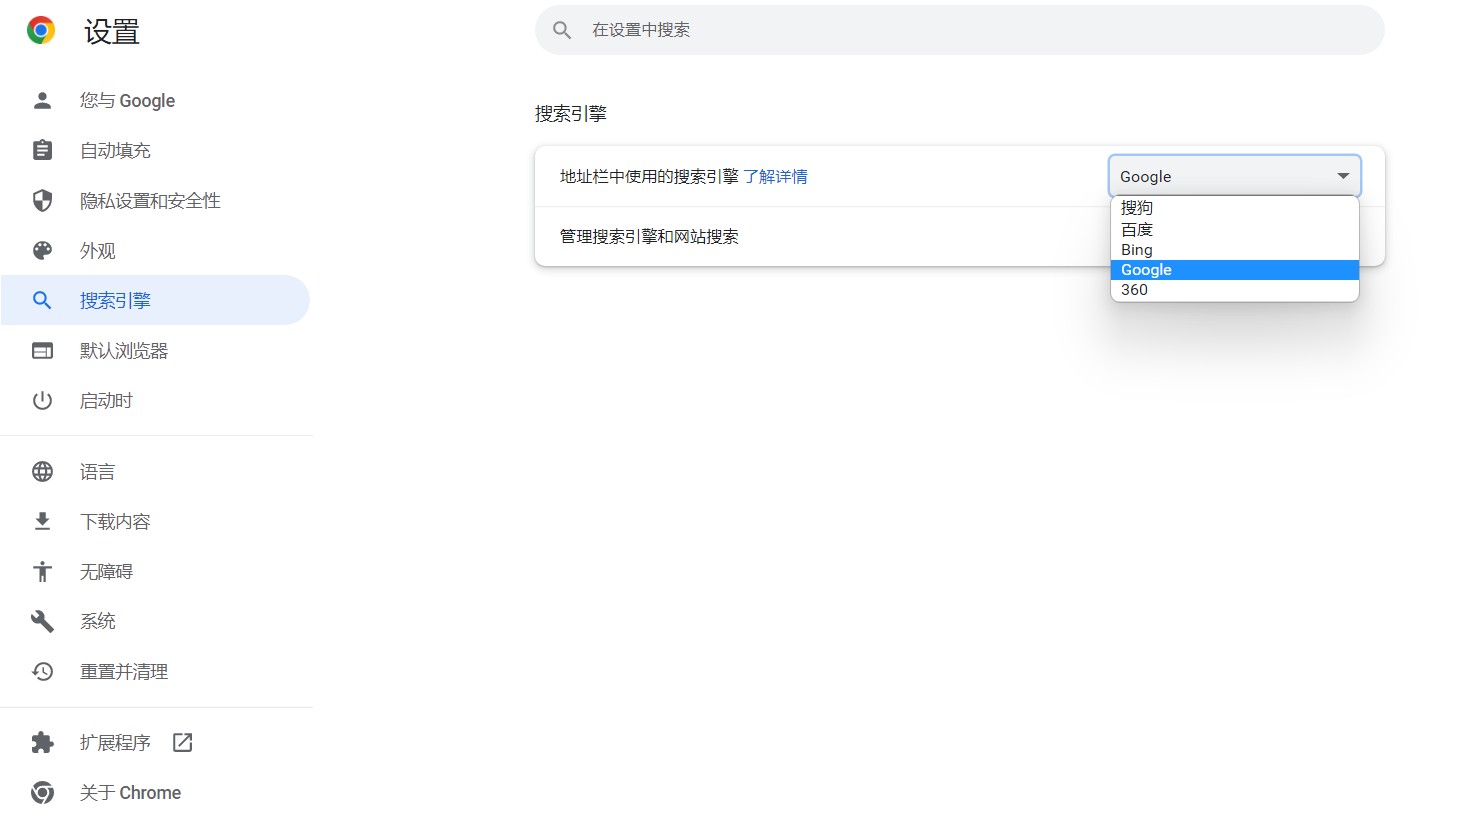 设置
在设置中搜索
您与 Google
自动填充
隐私设置和安全性
外观
搜索引擎
默认浏览器
启动时
语言
下载内容
无障碍
系统
重置并清理
扩展程序
关于 Chrome
搜索引擎
地址栏中使用的搜索引擎 了解详情
Google
管理搜索引擎和网站搜索
搜狗
百度
Bing
Google
360